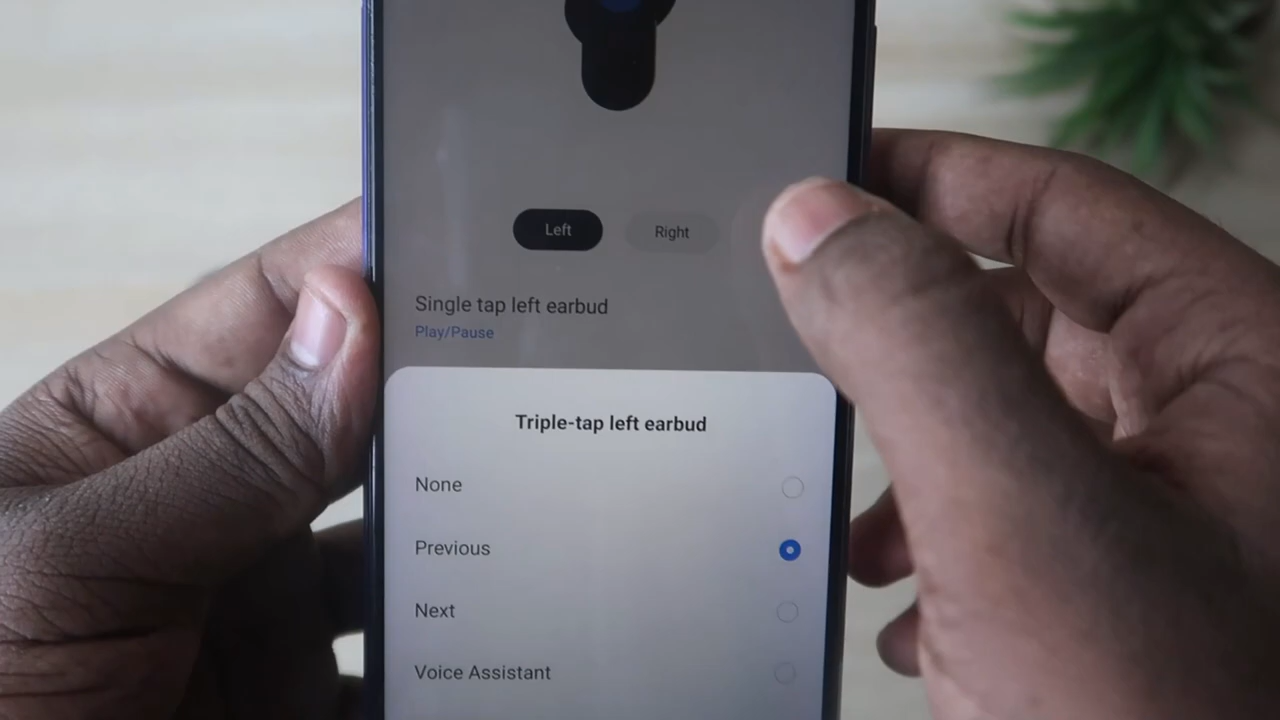 Left
Right
Single tap left earbud
Play/Pause
Triple-tap left earbud
None
Previous
Next
Voice Assistant